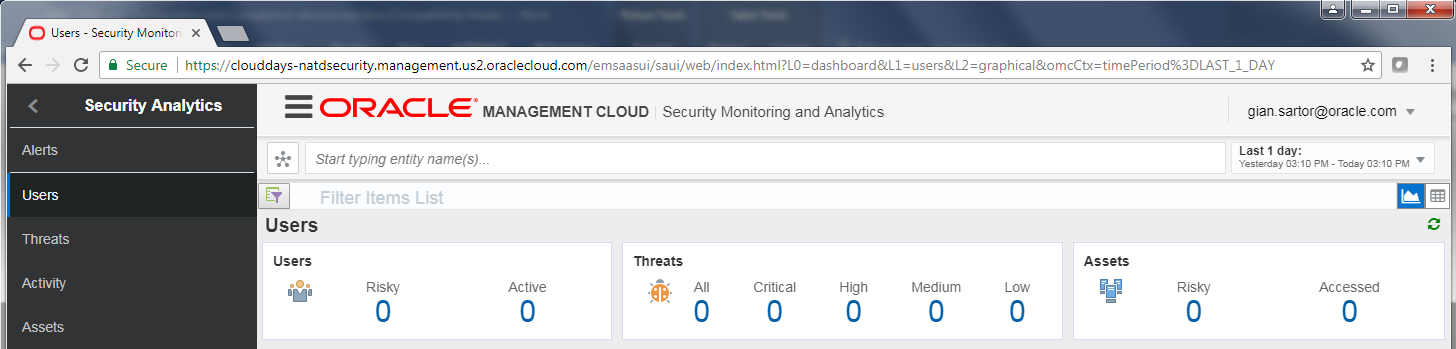 Users - Security Monitori
Secure https://clouddays-natdsecurity.management.us2.oraclecloud.com/emsaasui/saui/web/index.html?L0=dashboard&L1=users&L2=graphical&omcCtx=timePeriod%3DLAST_1_DAY
Security Analytics
ORACLE MANAGEMENT CLOUD Security Monitoring and Analytics
gian.sartor@oracle.com
Alerts
Users
Threats
Activity
Assets
Start typing entity name(s)...
Last 1 day:
Yesterday 03:10 PM - Today 03:10 PM
Filter Items List
Users
Users
Risky Active
0 0
Threats
All Critical High Medium Low
0 0 0 0 0
Assets
Risky Accessed
0 0